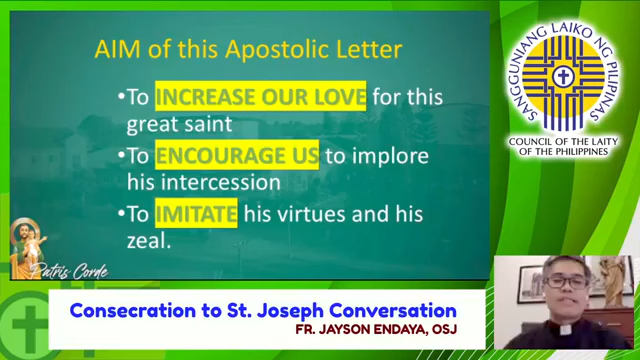 AIM of this Apostolic Letter
•To INCREASE OUR LOVE for this
great saint
•To ENCOURAGE US to implore
his intercession
•To IMITATE his virtues and his
zeal.
Patris Corde
SANGGUNIANG LAIKO NG PILIPINAS
COUNCIL OF THE LAITY
OF THE PHILIPPINES
Consecration to St. Joseph Conversation
FR. JAYSON ENDAYA, OSJ